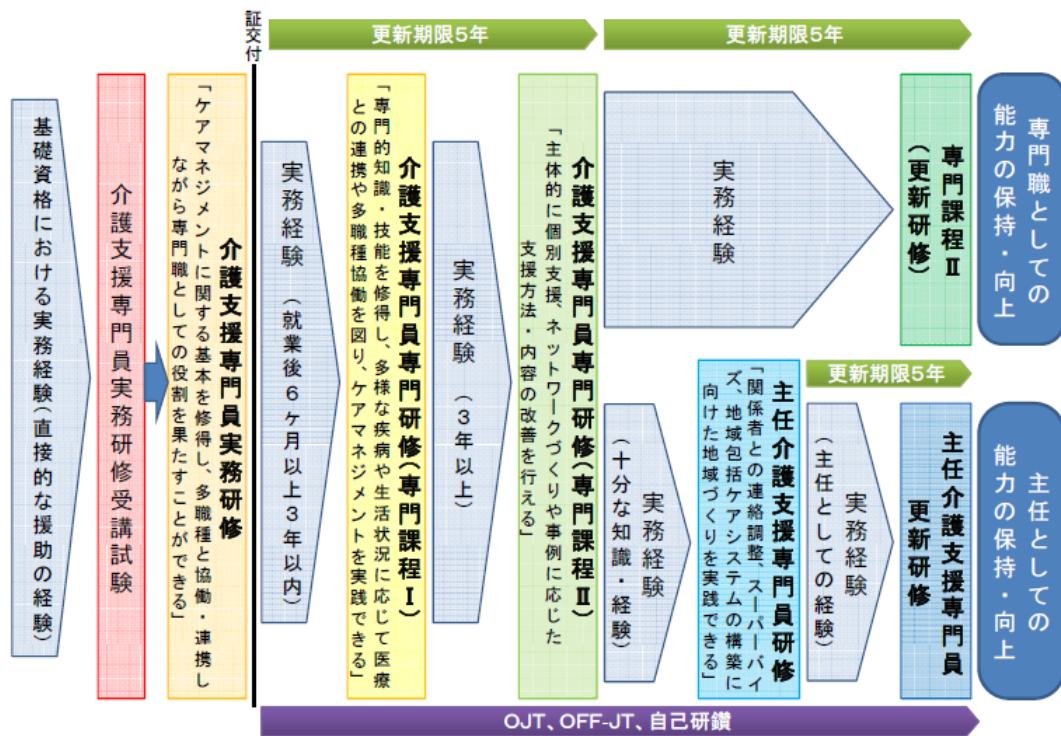 証交付
更新期限5年
更新期限5年
基礎資格における実務経験(直接的な援助の経験)
介護支援専門員実務研修受講試験
介護支援専門員実務研修
「ケアマネジメントに関する基本を修得し、多職種と協働・連携し
ながら専門職としての役割を果たすことができる」
実務経験 (就業後6ヶ月以上3年以内)
介護支援専門員専門研修(専門課程Ⅰ)
「専門的知識・技能を修得し、多様な疾病や生活状況に応じて医療
との連携や多職種協働を図り、ケアマネジメントを実践できる」
実務経験 (3年以上)
介護支援専門員専門研修(専門課程Ⅱ)
「主体的に個別支援、ネットワークづくりや事例に応じた
支援方法・内容の改善を行える」
実務経験
専門課程Ⅱ
(更新研修)
専門職としての
能力の保持・向上
実務経験
(十分な知識・経験)
主任介護支援専門員研修
「関係者との連絡調整、スーパーバイ
ズ、地域包括ケア・システムの構築に
向けた地域づくりを実践できる」
更新期限5年
実務経験
(主任としての経験)
主任介護支援専門員
更新研修
主任としての
能力の保持・向上
OJT、OFF-JT、自己研鑽